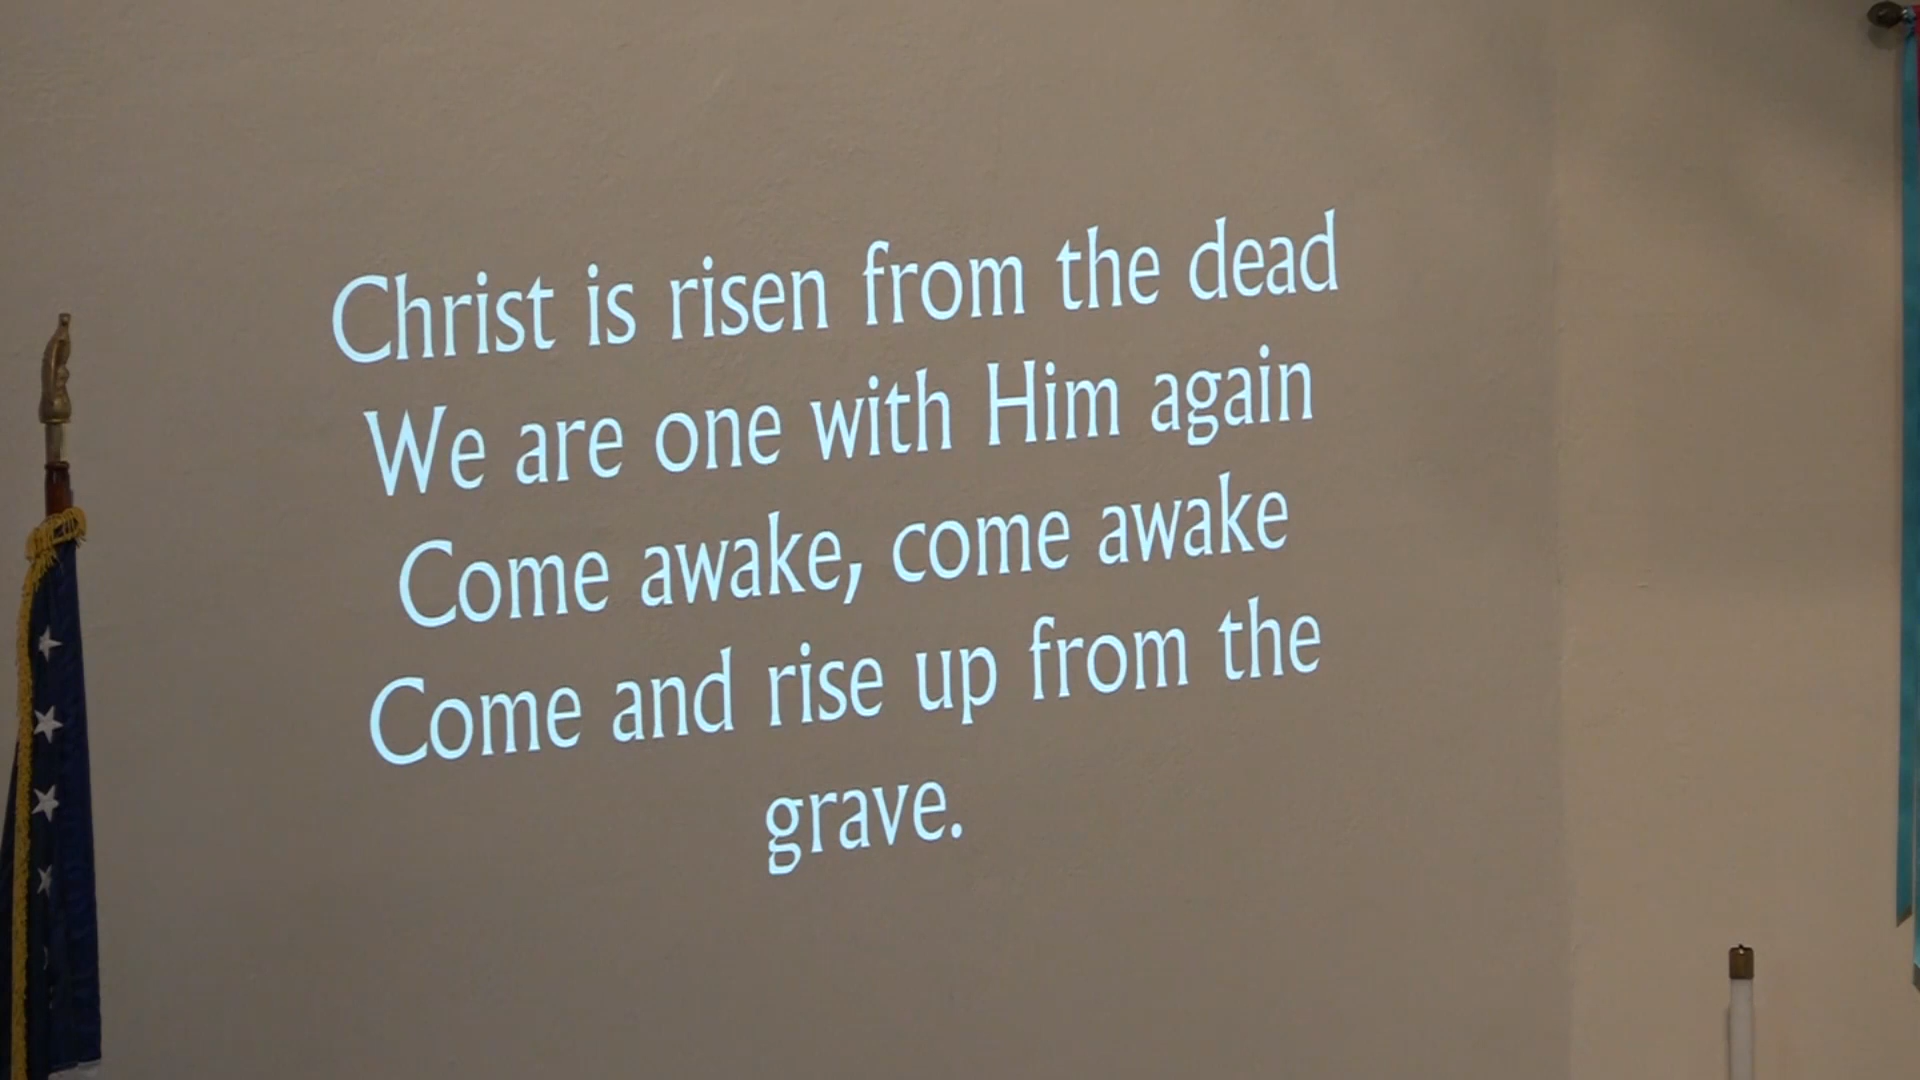 Christ is risen from the dead
We are one with Him again
Come awake, come awake
Come and rise up from the
grave.